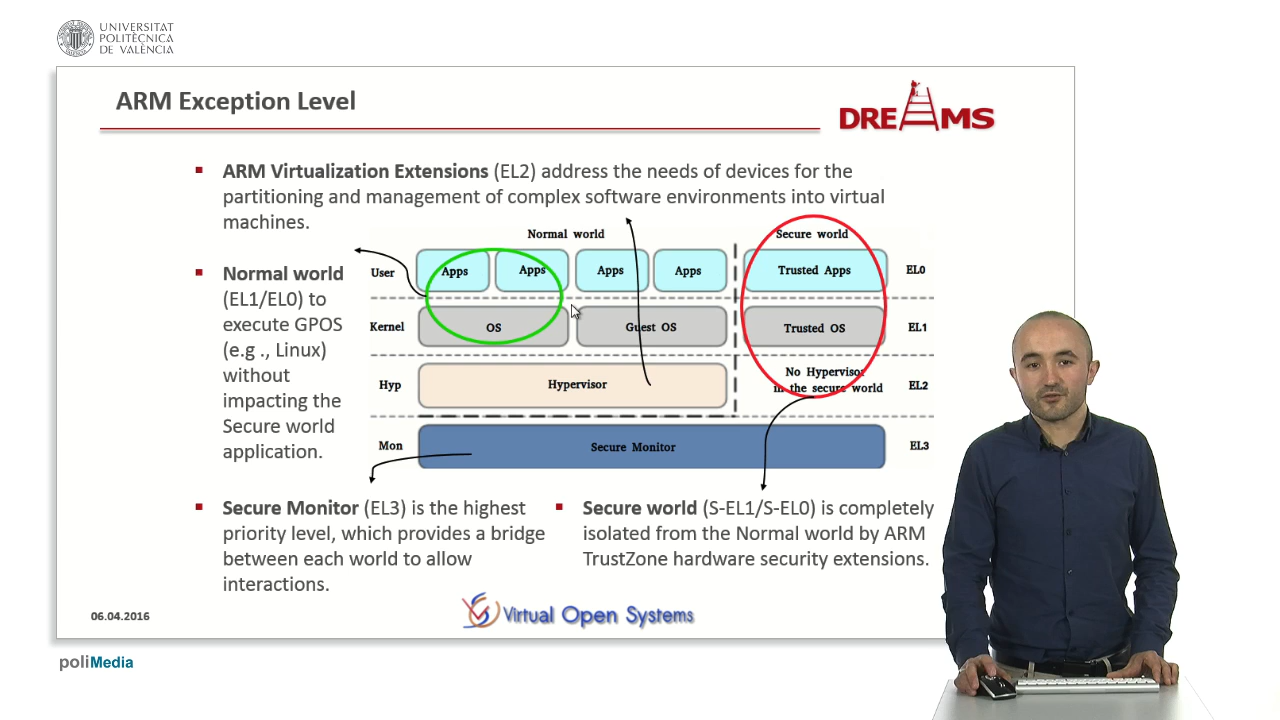 UNIVERSITAT
POLITÈCNICA
DE VALÈNCIA
ARM Exception Level
DREAMS
▪ ARM Virtualization Extensions (EL2) address the needs of devices for the
partitioning and management of complex software environments into virtual
machines.
Normal world
Secure world
User
Apps
Apps
Apps
Apps
Trusted Apps
EL0
▪ Normal world
(EL1/EL0) to
execute GPOS
(e.g ., Linux)
without
impacting the
Secure world
application.
Kernel
OS
Guest OS
Trusted OS
EL1
Hyp
Hypervisor
No Hypervisor
in the secure world
EL2
Mon
Secure Monitor
EL3
▪ Secure Monitor (EL3) is the highest
priority level, which provides a bridge
between each world to allow
interactions.
▪ Secure world (S-EL1/S-EL0) is completely
isolated from the Normal world by ARM
TrustZone hardware security extensions.
06.04.2016
Virtual Open Systems
poliMedia